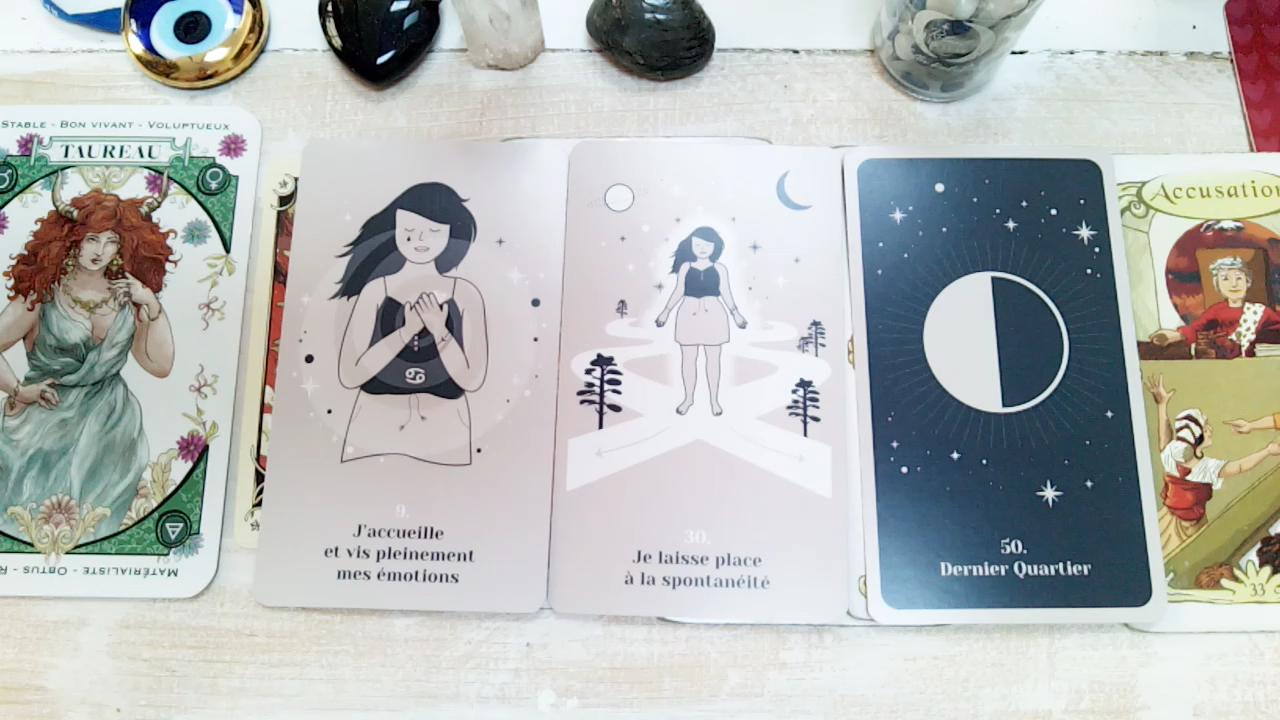 STABLE - BON VIVANT - VOLUPTUEUX
TAUREAU
MATÉRIALISTE - OBTUS - R
9.
J'accueille
et vis pleinement
mes émotions
30.
Je laisse place
à la spontanéité
50.
Dernier Quartier
Accusation
33